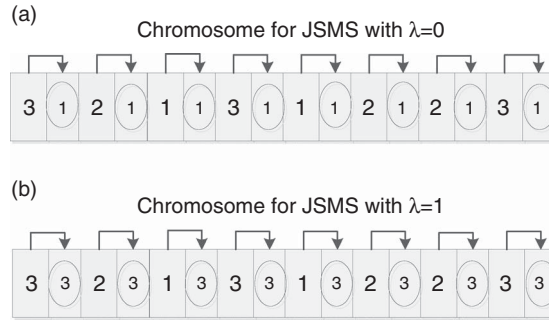 (a)
Chromosome for JSMS with λ=0
3 1 2 1 1 1 3 1 1 1 2 1 2 1 3 1
(b)
Chromosome for JSMS with λ=1
3 3 2 3 1 3 3 3 1 3 2 3 2 3 3 3